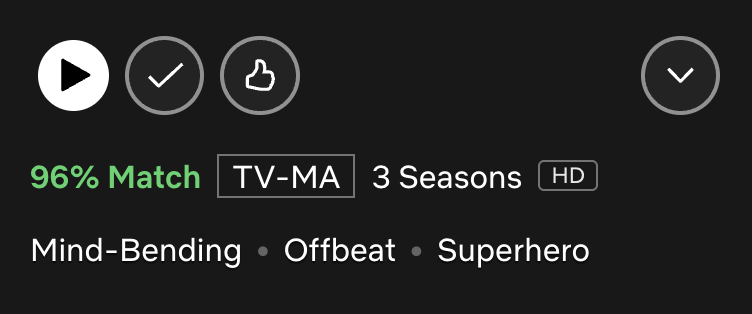 96% Match TV-MA 3 Seasons HD
Mind-Bending • Offbeat • Superhero